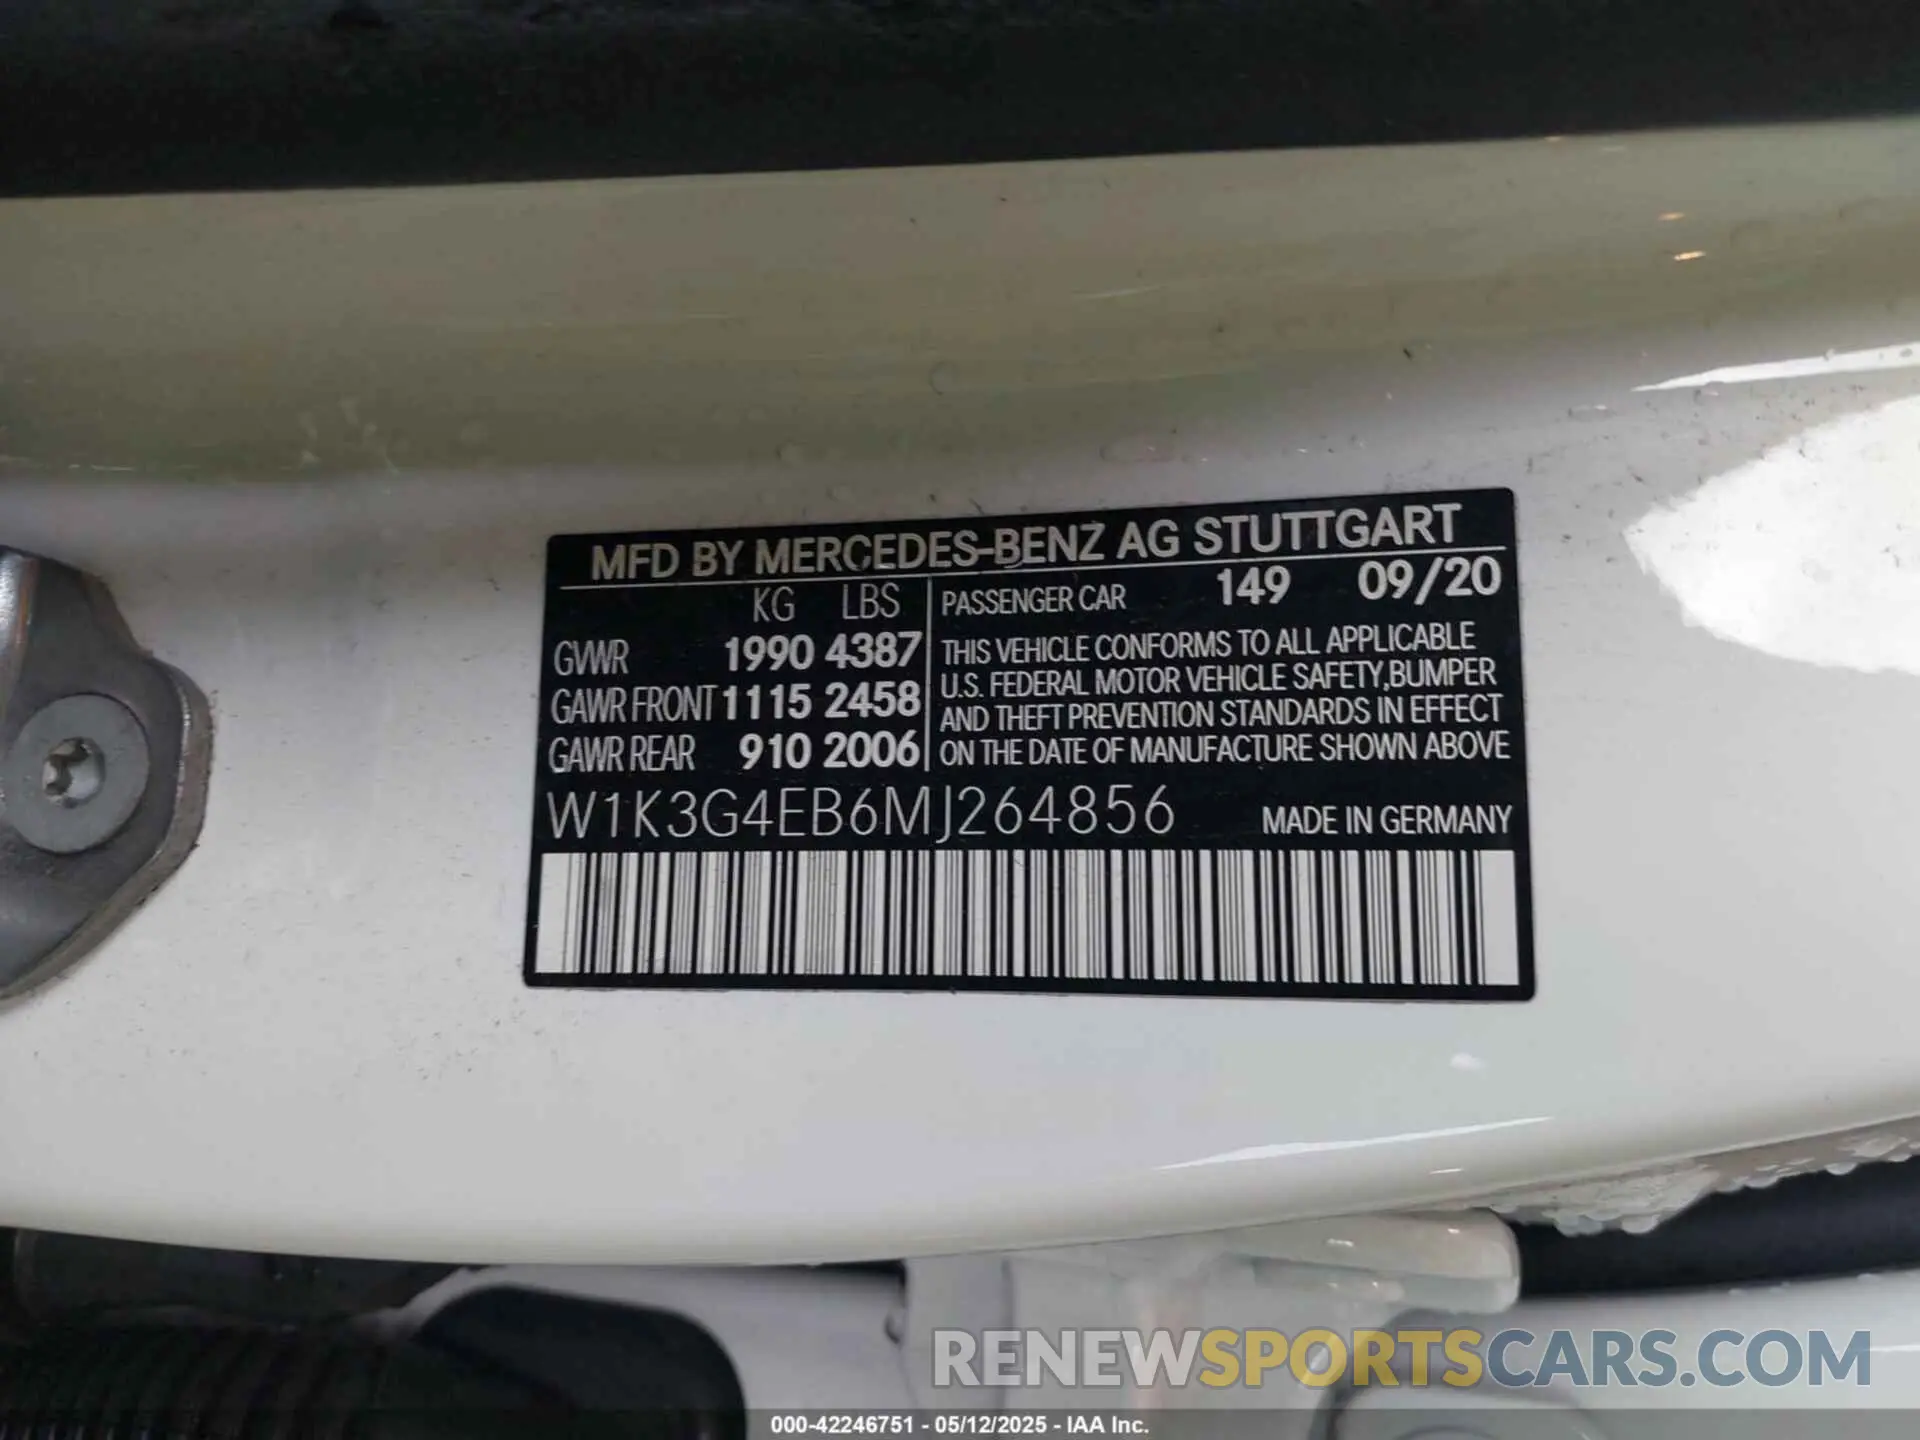 MFD BY MERCEDES-BENZ AG STUTTGART
KG LBS
GVWR 1990 4387
GAWR FRONT 1115 2458
GAWR REAR 910 2006
PASSENGER CAR 149 09/20
THIS VEHICLE CONFORMS TO ALL APPLICABLE
U.S. FEDERAL MOTOR VEHICLE SAFETY,BUMPER
AND THEFT PREVENTION STANDARDS IN EFFECT
ON THE DATE OF MANUFACTURE SHOWN ABOVE
W1K3G4EB6MJ264856 MADE IN GERMANY
RENEWSPORTSCARS.COM
000-42246751 - 05/12/2025 - IAA Inc.